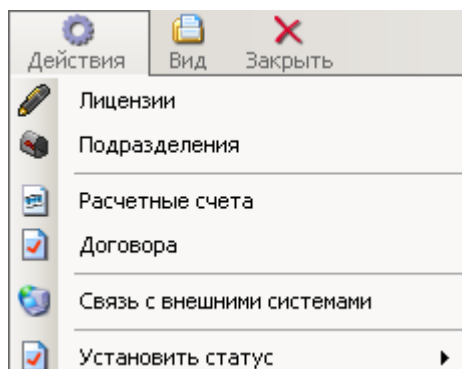 Действия Вид Закрыть
Лицензии
Подразделения
Расчетные счета
Договора
Связь с внешними системами
Установить статус